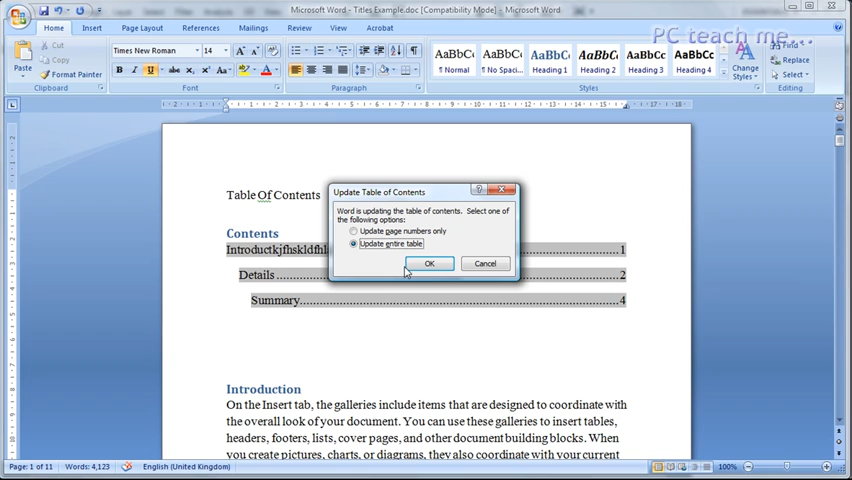 Microsoft Word - Titles Example.doc [Compatibility Mode] - Microsoft Word
PC teach me...
Home Insert Page Layout References Mailings Review View Acrobat
Cut
Copy
Format Painter
Paste
Clipboard
Times New Roman 14
B I U
Font
Paragraph
AaBbCc AaBbCc AaBbCc AaBbCc AaBbCc AaBbCc
¶ Normal ¶ No Spaci... Heading 1 Heading 2 Heading 3 Heading 4
Change Styles
Styles
Find
Replace
Select
Editing
Table Of Contents
Update Table of Contents
Word is updating the table of contents. Select one of
the following options:
Update page numbers only
Update entire table
OK Cancel
Contents
1
Details 2
Summary 4
Introduction
On the Insert tab, the galleries include items that are designed to coordinate with
the overall look of your document. You can use these galleries to insert tables,
headers, footers, lists, cover pages, and other document building blocks. When
you create pictures, charts, or diagrams, they also coordinate with your current
Page: 1 of 11 Words: 4,123 English (United Kingdom) 100%